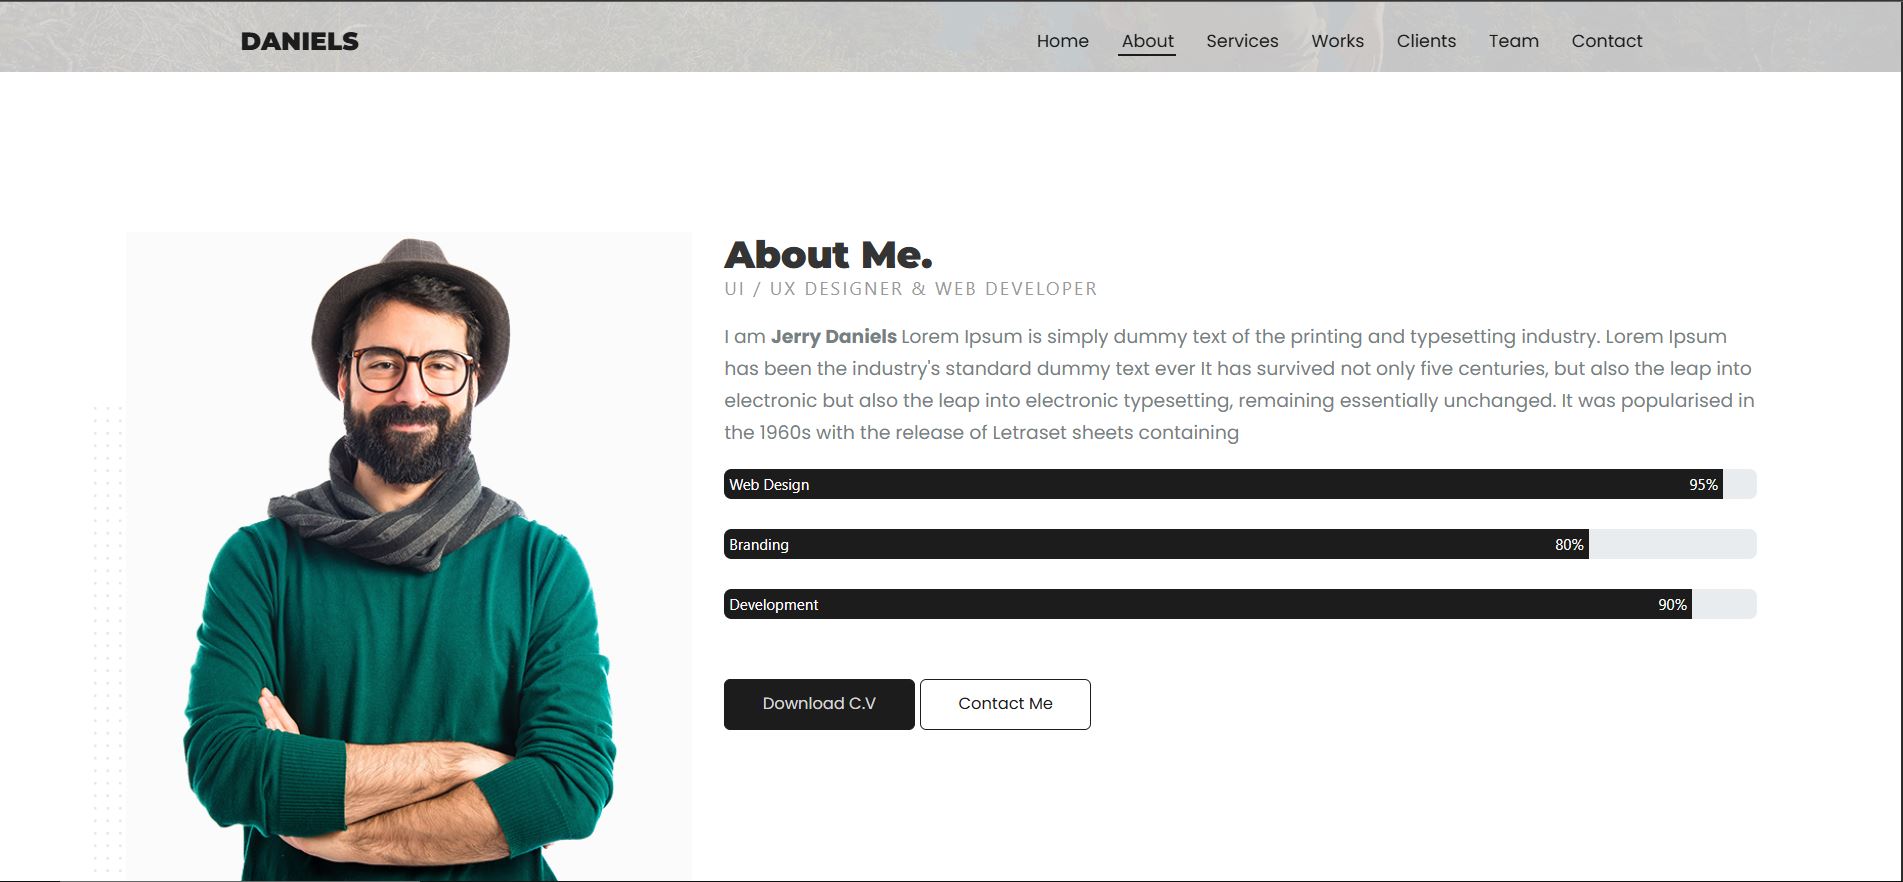 DANIELS
Home About Services Works Clients Team Contact
About Me.
UI / UX DESIGNER & WEB DEVELOPER
I am Jerry Daniels Lorem Ipsum is simply dummy text of the printing and typesetting industry. Lorem Ipsum
has been the industry's standard dummy text ever It has survived not only five centuries, but also the leap into
electronic but also the leap into electronic typesetting, remaining essentially unchanged. It was popularised in
the 1960s with the release of Letraset sheets containing
Web Design 95%
Branding 80%
Development 90%
Download C.V Contact Me